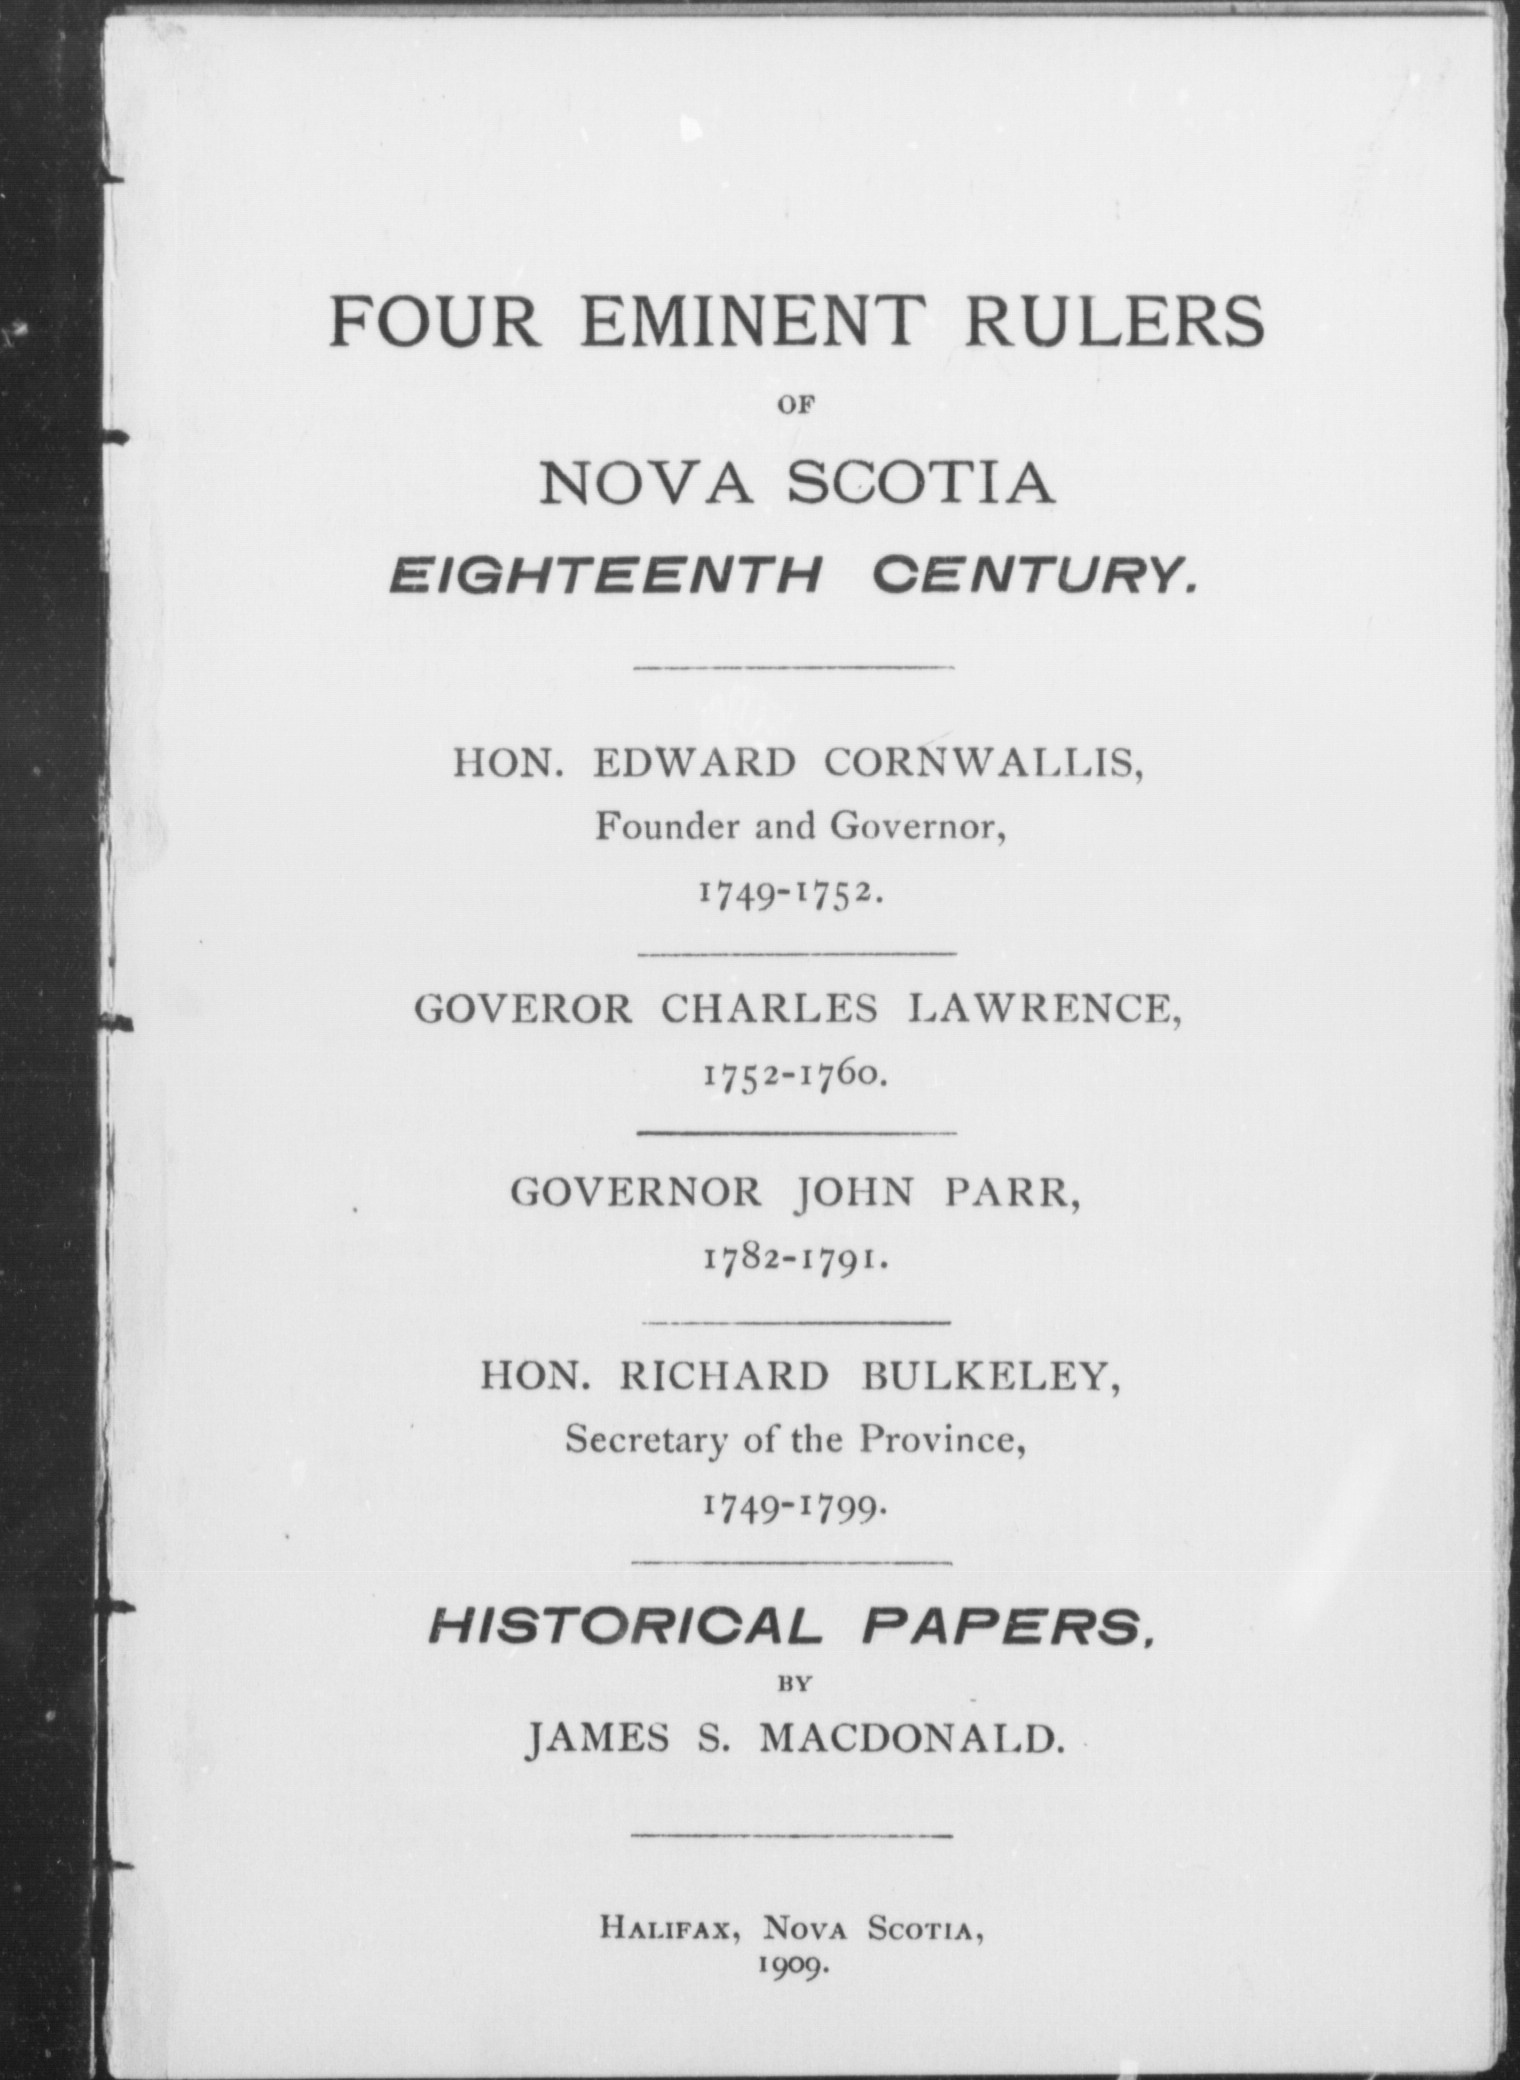 FOUR EMINENT RULERS
OF
NOVA SCOTIA
EIGHTEENTH CENTURY.
HON. EDWARD CORNWALLIS,
Founder and Governor,
1749-1752.
GOVEROR CHARLES LAWRENCE,
1752-1760.
GOVERNOR JOHN PARR,
1782-1791.
HON. RICHARD BULKELEY,
Secretary of the Province,
1749-1799.
HISTORICAL PAPERS,
BY
JAMES S. MACDONALD.
HALIFAX, NOVA SCOTIA,
1909.